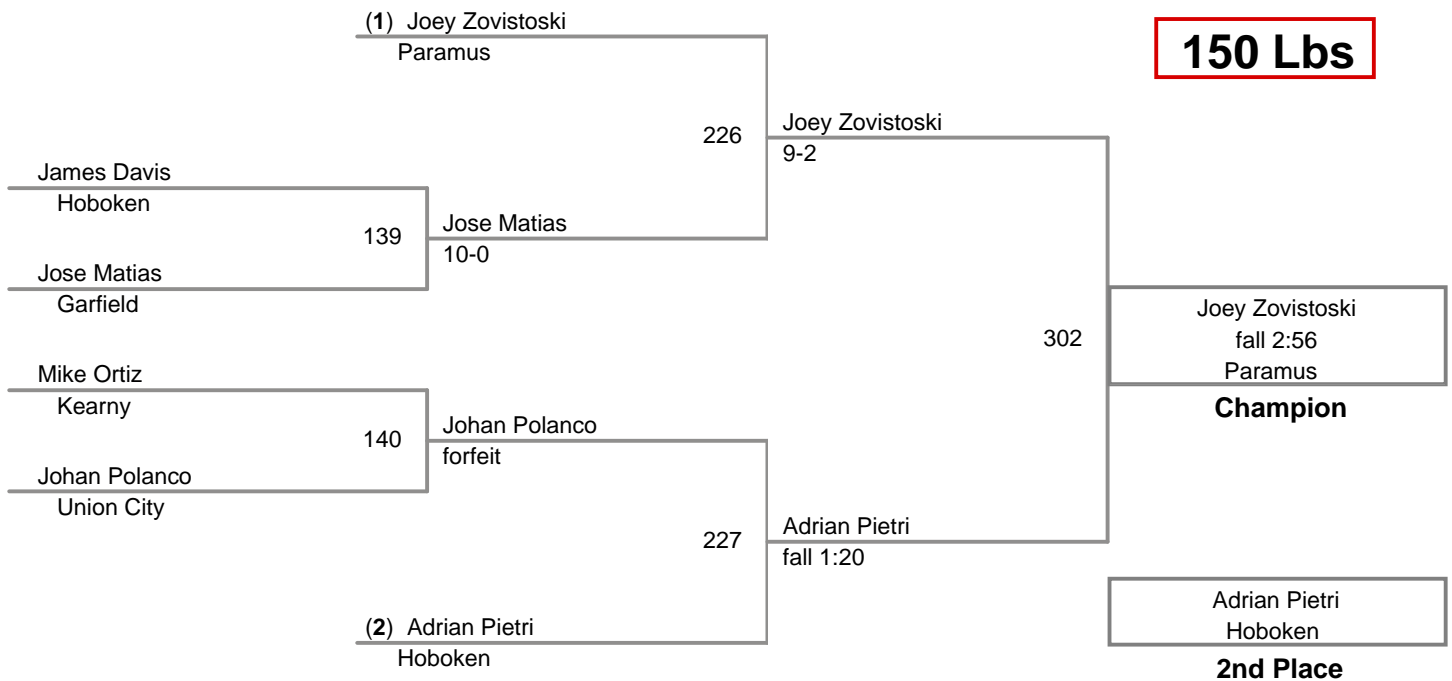 (1) Joey Zovistoski
Paramus
150 Lbs
226
Joey Zovistoski
9-2
James Davis
Hoboken
139
Jose Matias
10-0
Jose Matias
Garfield
302
Joey Zovistoski
fall 2:56
Paramus
Champion
Mike Ortiz
Kearny
140
Johan Polanco
forfeit
Johan Polanco
Union City
227
Adrian Pietri
fall 1:20
(2) Adrian Pietri
Hoboken
Adrian Pietri
Hoboken
2nd Place